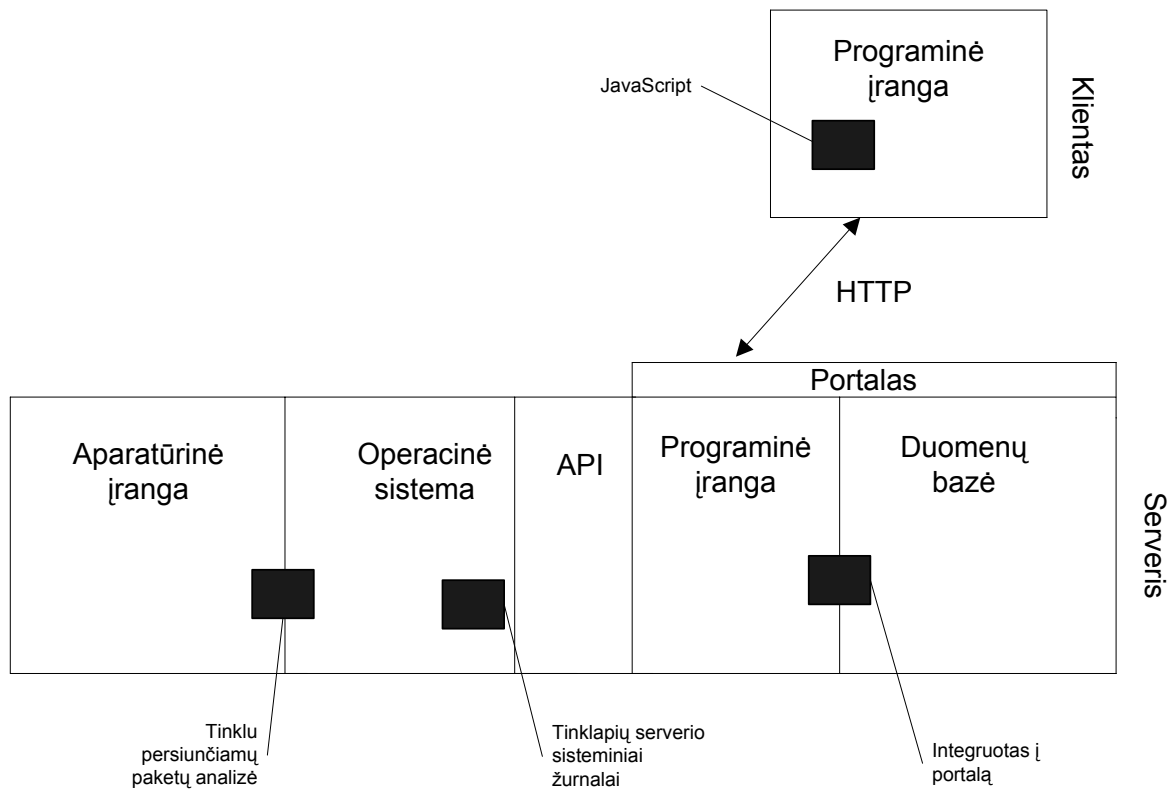 Programinė
įranga
JavaScript
Klientas
HTTP
Portalas
Aparatūrinė
įranga
Operacinė
sistema
API
Programinė
įranga
Duomenų
bazė
Serveris
Tinklu
persiunčiamų
paketų analizė
Tinklapių serverio
sisteminiai
žurnalai
Integruotas į
portalą